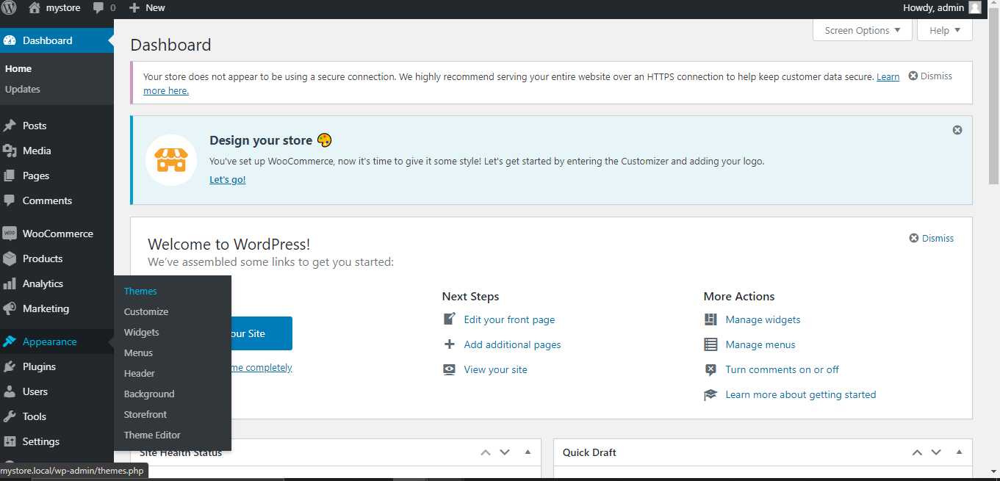 mystore 0 New Howdy, admin
Dashboard
Home
Updates
Posts
Media
Pages
Comments
WooCommerce
Products
Analytics
Marketing
Appearance
Plugins
Users
Tools
Settings
Themes
Customize
Widgets
Menus
Header
Background
Storefront
Theme Editor
Screen Options Help
Dashboard
Your store does not appear to be using a secure connection. We highly recommend serving your entire website over an HTTPS connection to help keep customer data secure. Learn
more here.
Dismiss
Design your store
You've set up WooCommerce, now it's time to give it some style! Let's get started by entering the Customizer and adding your logo.
Let's go!
Welcome to WordPress!
Dismiss
We've assembled some links to get you started:
our Site
me completely
Next Steps
Edit your front page
Add additional pages
View your site
More Actions
Manage widgets
Manage menus
Turn comments on or off
Learn more about getting started
Site Health Status
Quick Draft
mystore.local/wp-admin/themes.php